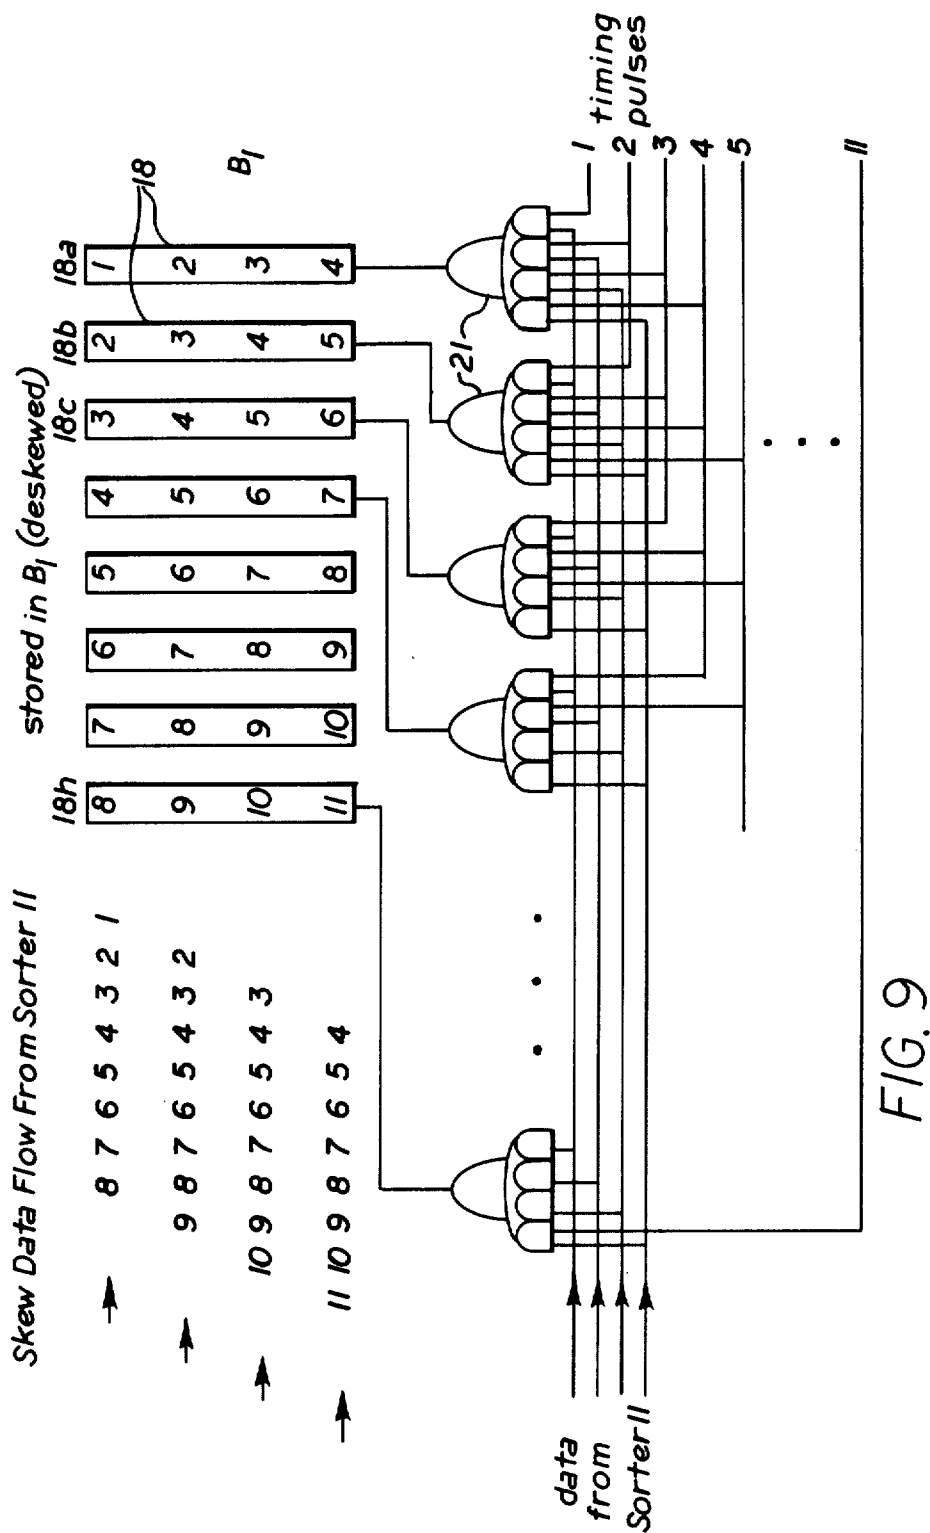 Skew Data Flow From Sorter 11
stored in B₁ (deskewed)
18h 18c 18b 18a
18
8 7 6 5 4 3 2 1
8 7 6 5 4 3 2 1
9 8 7 6 5 4 3 2
9 8 7 6 5 4 3 2
B₁
10 9 8 7 6 5 4 3
10 9 8 7 6 5 4 3
11 10 9 8 7 6 5 4
11 10 9 8 7 6 5 4
21
data
from
Sorter 11
1 timing
2 pulses
3
4
5
11
FIG. 9